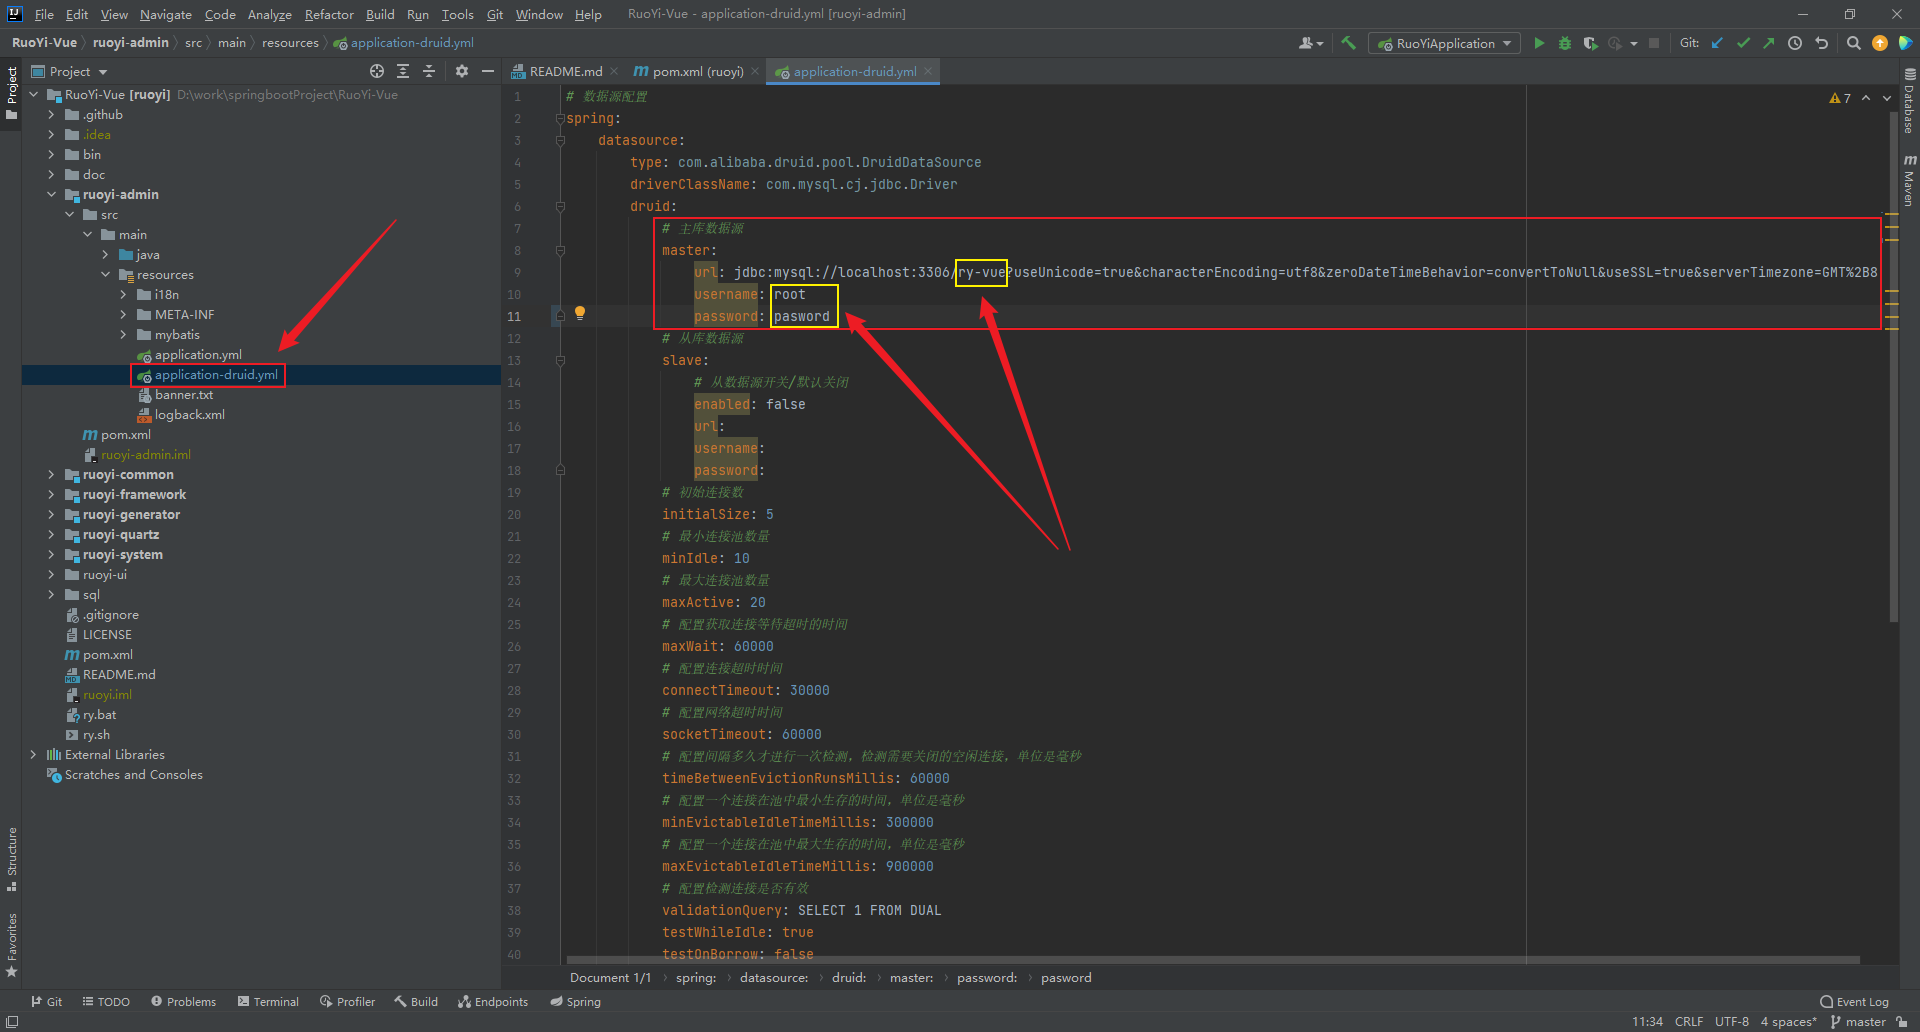 File Edit View Navigate Code Analyze Refactor Build Run Tools Git Window Help RuoYi-Vue - application-druid.yml [ruoyi-admin]
RuoYi-Vue ruoyi-admin src main resources application-druid.yml RuoYiApplication Git:
Project
README.md pom.xml (ruoyi) application-druid.yml
Project
RuoYi-Vue [ruoyi] D:\work\springbootProject\RuoYi-Vue
.github
.idea
bin
doc
ruoyi-admin
src
main
java
resources
i18n
META-INF
mybatis
application.yml
application-druid.yml
banner.txt
logback.xml
pom.xml
ruoyi-admin.iml
ruoyi-common
ruoyi-framework
ruoyi-generator
ruoyi-quartz
ruoyi-system
ruoyi-ui
sql
.gitignore
LICENSE
pom.xml
README.md
ruoyi.iml
ry.bat
ry.sh
External Libraries
Scratches and Consoles
Structure
Favorites
1 # 数据源配置
2 spring:
3 datasource:
4 type: com.alibaba.druid.pool.DruidDataSource
5 driverClassName: com.mysql.cj.jdbc.Driver
6 druid:
7 # 主库数据源
8 master:
9 url: jdbc:mysql://localhost:3306/ry-vue?useUnicode=true&characterEncoding=utf8&zeroDateTimeBehavior=convertToNull&useSSL=true&serverTimezone=GMT%2B8
10 username: root
11 password: pasword
12 # 从库数据源
13 slave:
14 # 从数据源开关/默认关闭
15 enabled: false
16 url:
17 username:
18 password:
19 # 初始连接数
20 initialSize: 5
21 # 最小连接池数量
22 minIdle: 10
23 # 最大连接池数量
24 maxActive: 20
25 # 配置获取连接等待超时的时间
26 maxWait: 60000
27 # 配置连接超时时间
28 connectTimeout: 30000
29 # 配置网络超时时间
30 socketTimeout: 60000
31 # 配置间隔多久才进行一次检测，检测需要关闭的空闲连接，单位是毫秒
32 timeBetweenEvictionRunsMillis: 60000
33 # 配置一个连接在池中最小生存的时间，单位是毫秒
34 minEvictableIdleTimeMillis: 300000
35 # 配置一个连接在池中最大生存的时间，单位是毫秒
36 maxEvictableIdleTimeMillis: 900000
37 # 配置检测连接是否有效
38 validationQuery: SELECT 1 FROM DUAL
39 testWhileIdle: true
40 testOnBorrow: false
7
Database
Maven
Document 1/1 spring: datasource: druid: master: password: pasword
Git TODO Problems Terminal Profiler Build Endpoints Spring Event Log
11:34 CRLF UTF-8 4 spaces* master